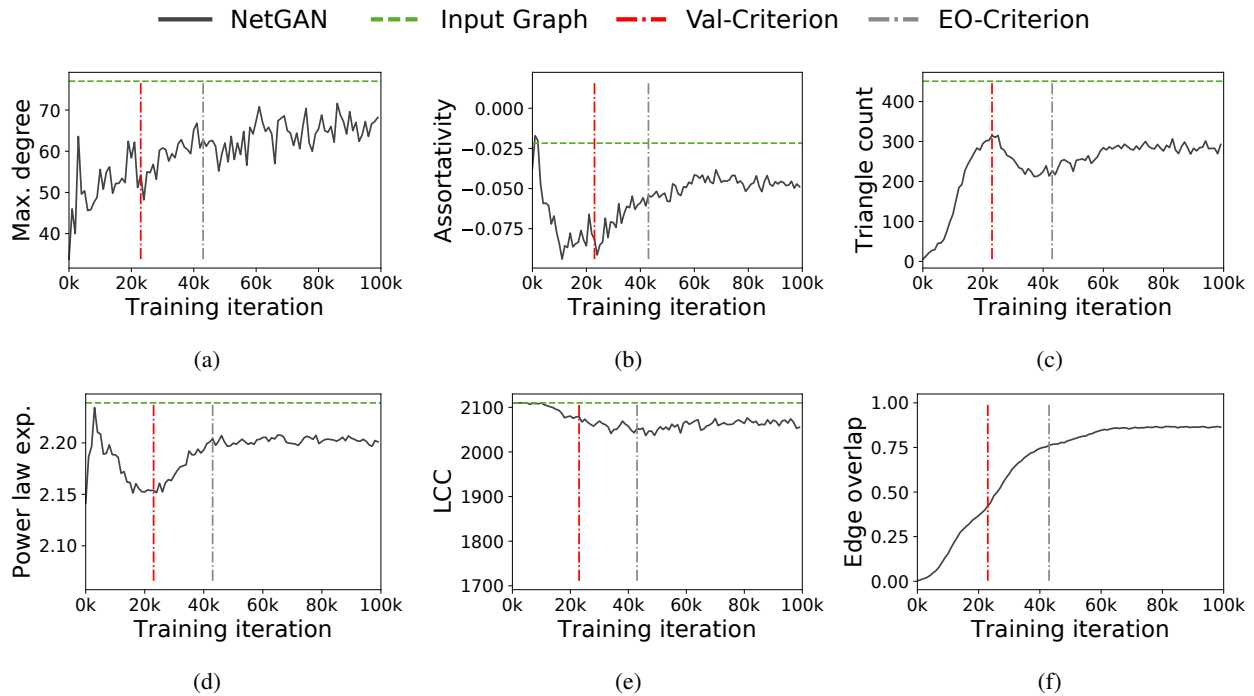 NetGAN Input Graph Val-Criterion EO-Criterion
Max. degree
70
60
50
40
0k 20k 40k 60k 80k 100k
Training iteration
(a)
Assortativity
0.000
−0.025
−0.050
−0.075
0k 20k 40k 60k 80k 100k
Training iteration
(b)
Triangle count
400
300
200
100
0
0k 20k 40k 60k 80k 100k
Training iteration
(c)
Power law exp.
2.20
2.15
2.10
0k 20k 40k 60k 80k 100k
Training iteration
(d)
LCC
2100
2000
1900
1800
1700
0k 20k 40k 60k 80k 100k
Training iteration
(e)
Edge overlap
1.00
0.75
0.50
0.25
0.00
0k 20k 40k 60k 80k 100k
Training iteration
(f)